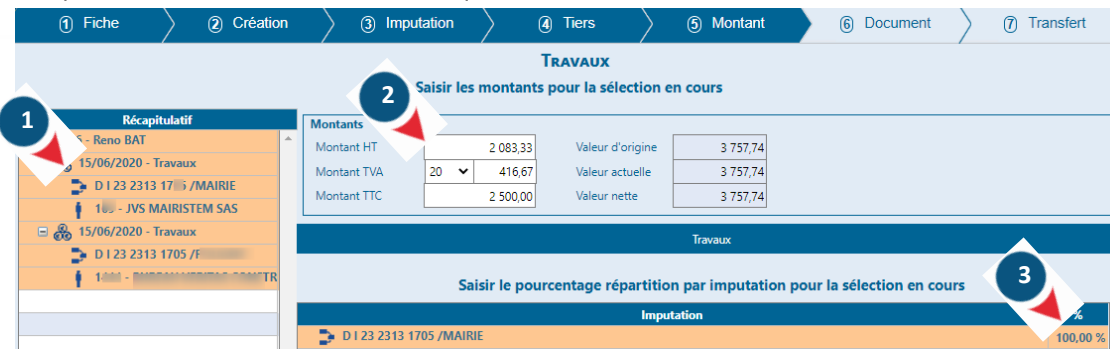 1 Fiche 2 Création 3 Imputation 4 Tiers 5 Montant 6 Document 7 Transfert
Travaux
Saisir les montants pour la sélection en cours
1
2
Récapitulatif
- Reno BAT
15/06/2020 - Travaux
D I 23 2313 17 /MAIRIE
- JVS MAIRISTEM SAS
15/06/2020 - Travaux
D I 23 2313 1705 /
Montants
Montant HT 2 083,33 Valeur d'origine 3 757,74
Montant TVA 20 416,67 Valeur actuelle 3 757,74
Montant TTC 2 500,00 Valeur nette 3 757,74
Travaux
Saisir le pourcentage répartition par imputation pour la sélection en cours
3
Imputation %
D I 23 2313 1705 /MAIRIE 100,00 %